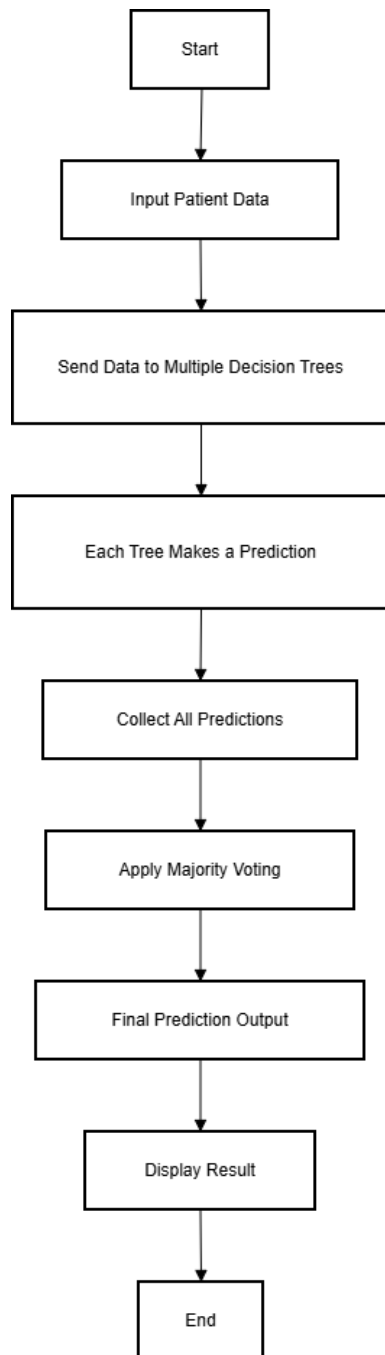 Start
Input Patient Data
Send Data to Multiple Decision Trees
Each Tree Makes a Prediction
Collect All Predictions
Apply Majority Voting
Final Prediction Output
Display Result
End